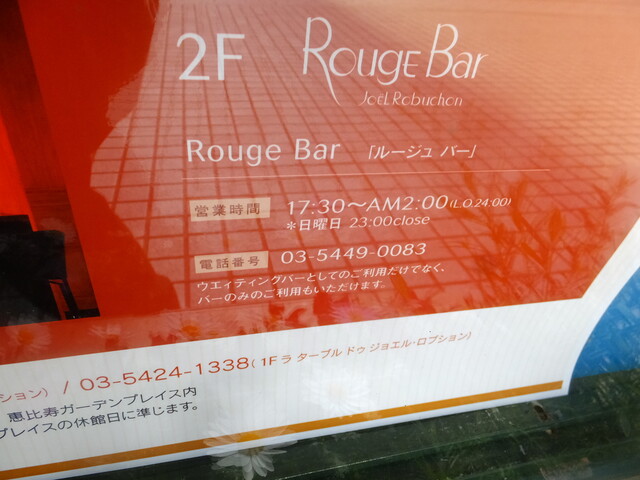 2F Rouge Bar
Joël Robuchon
Rouge Bar 「ルージュ バー」
営業時間 17:30～AM2:00(L.O.24:00)
＊日曜日 23:00close
電話番号 03-5449-0083
ウエイティングバーとしてのご利用だけでなく、
バーのみのご利用もいただけます。
ション） / 03-5424-1338( 1F ラ ターブル ドゥ ジョエル・ロブション)
恵比寿ガーデンプレイス内
プレイスの休館日に準じます。